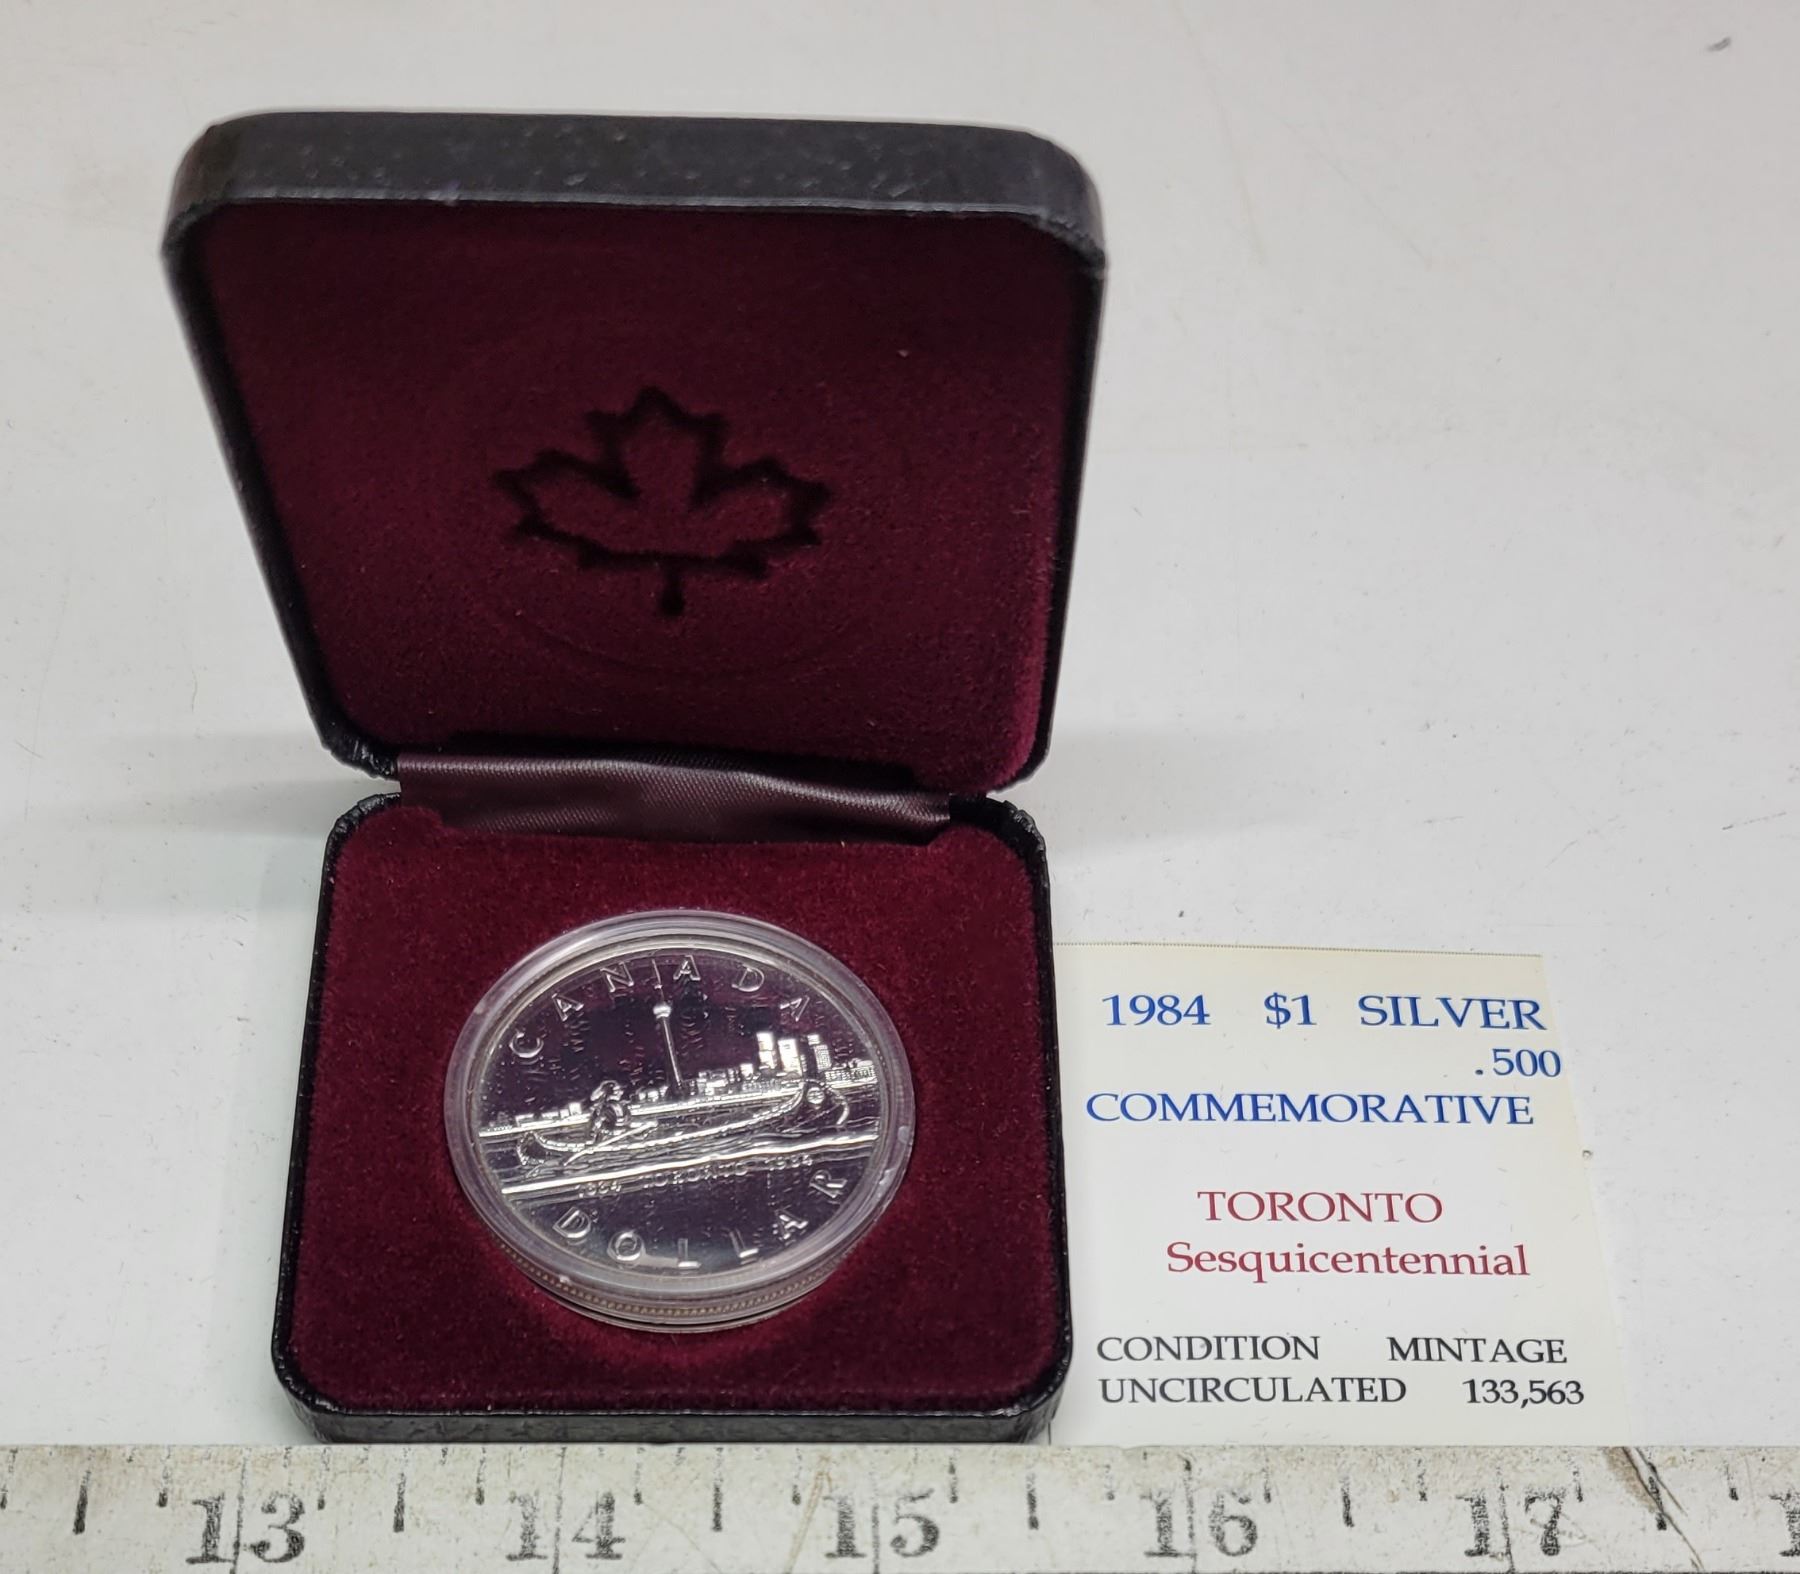 CANADA
1834 TORONTO 1984
DOLLAR
1984 $1 SILVER
.500
COMMEMORATIVE
TORONTO
Sesquicentennial
CONDITION MINTAGE
UNCIRCULATED 133,563
13 14 15 16 17